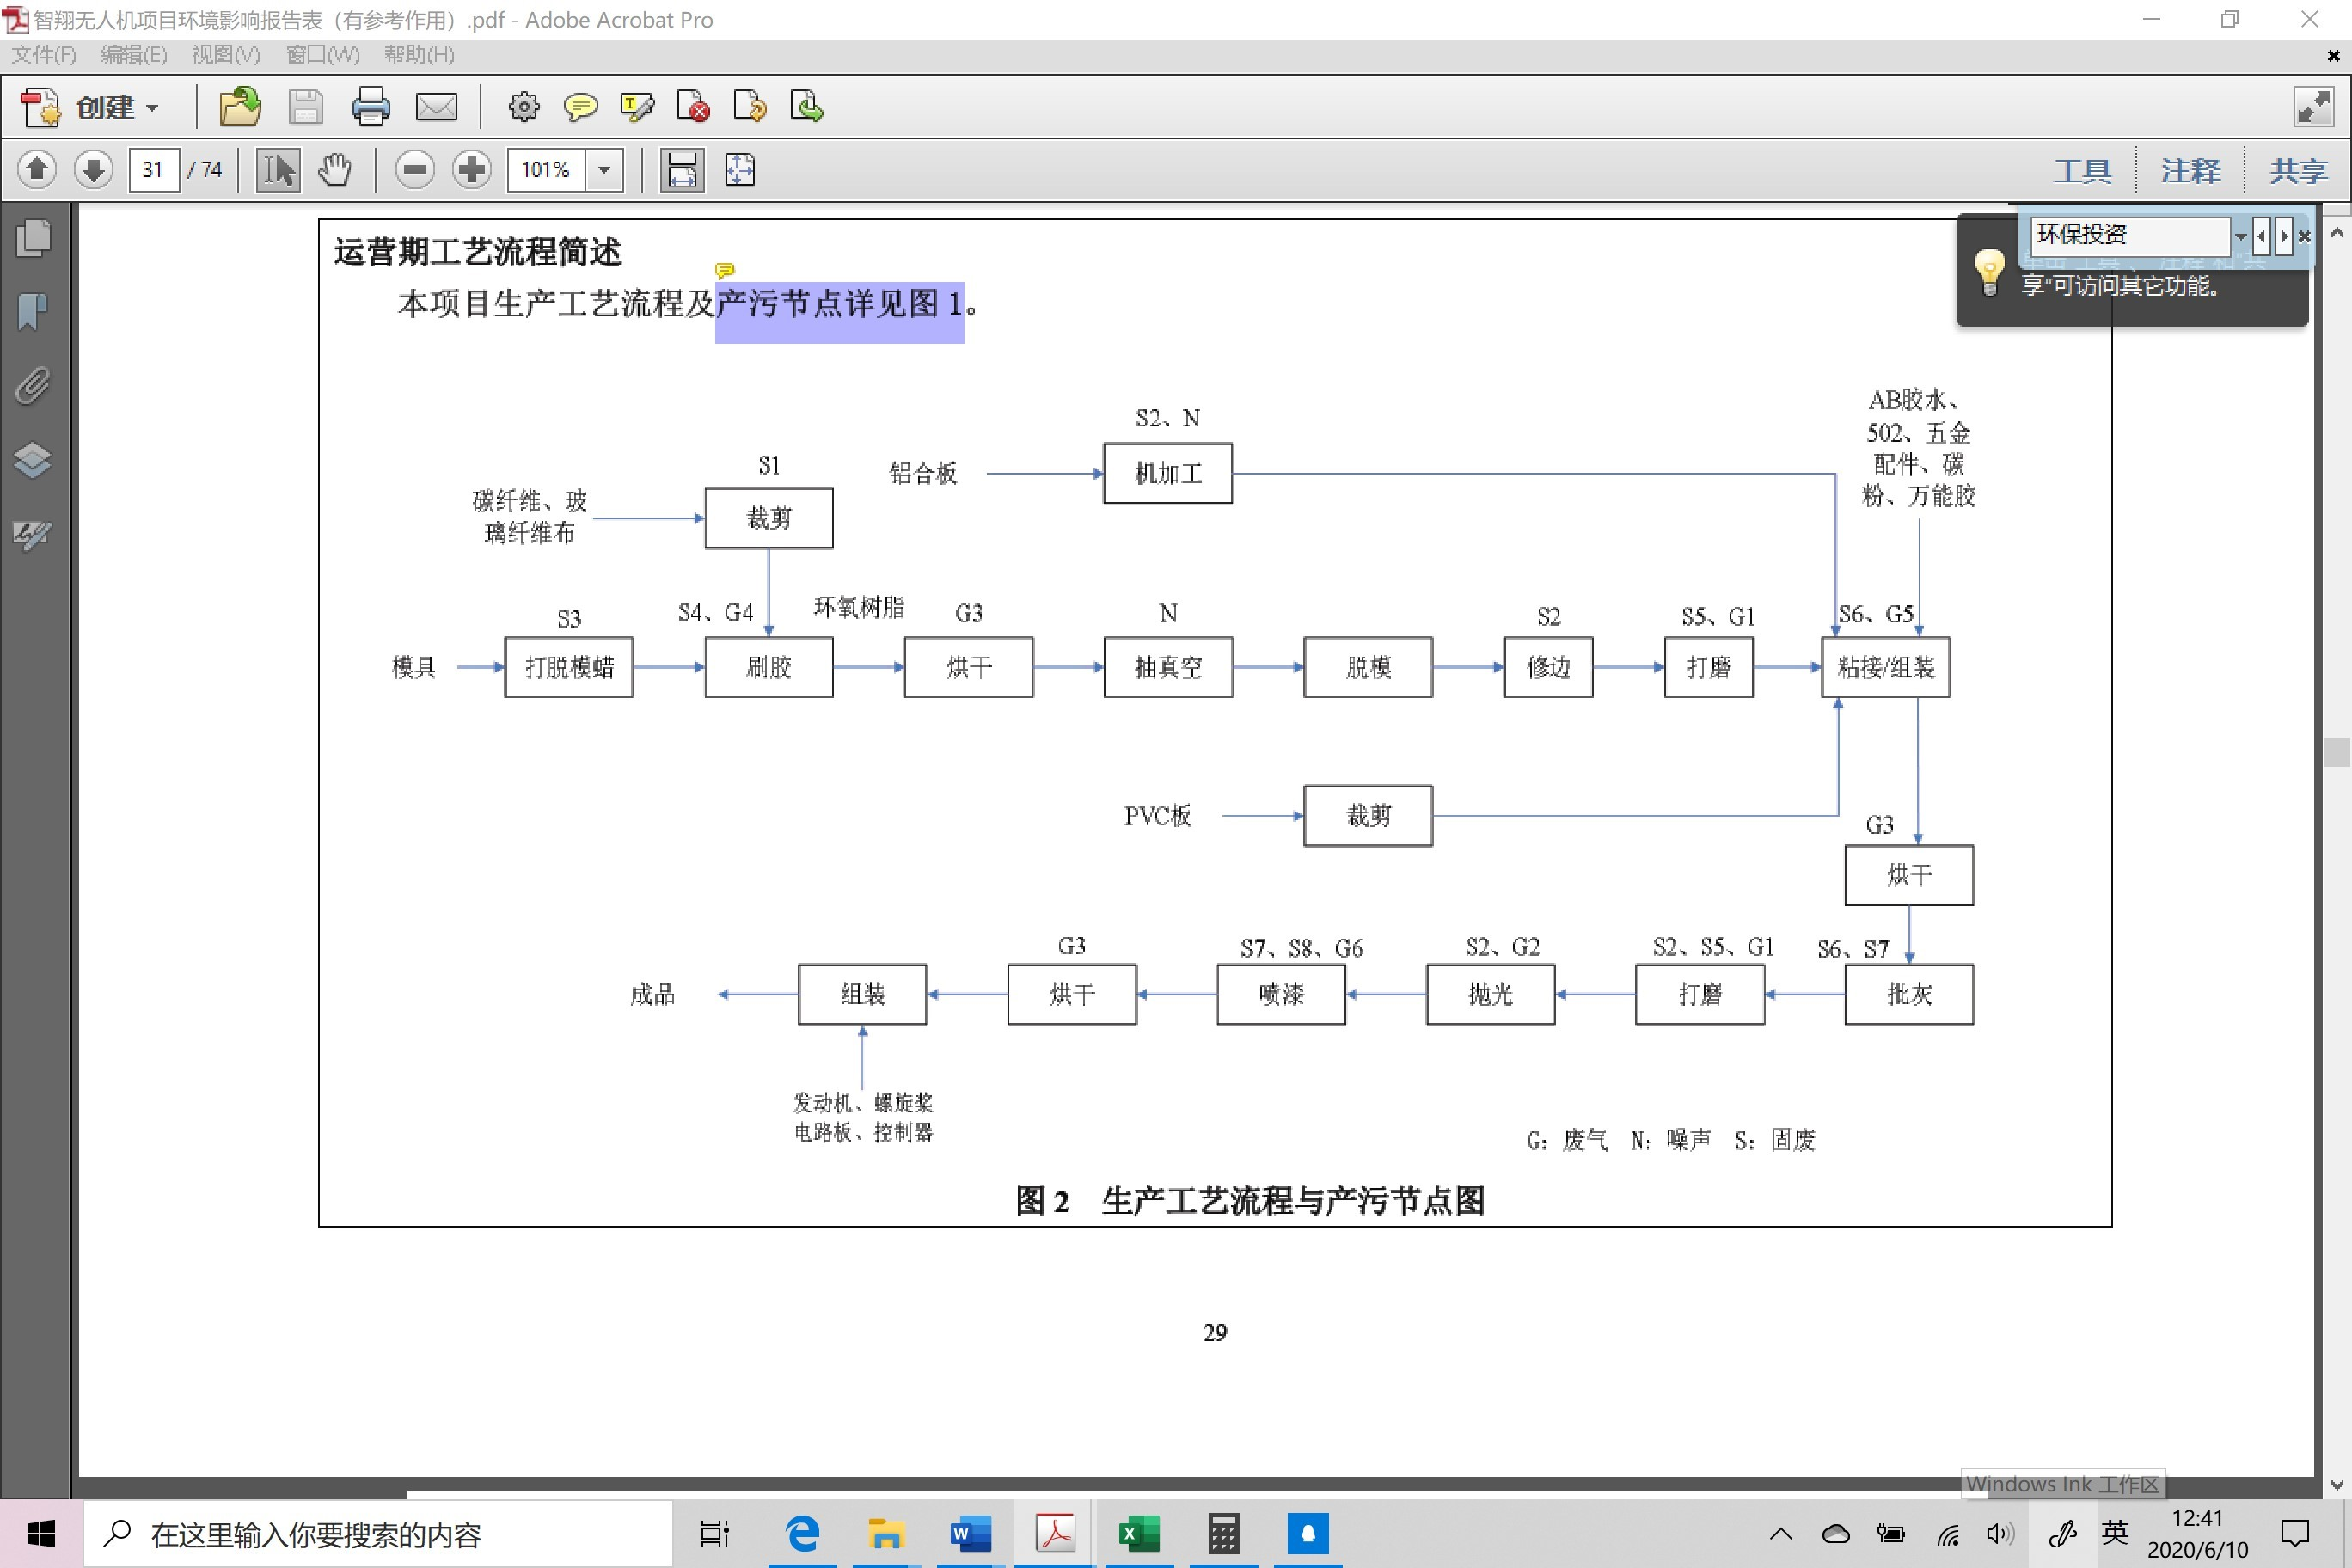 智翔无人机项目环境影响报告表（有参考作用）.pdf - Adobe Acrobat Pro
文件(F) 编辑(E) 视图(V) 窗口(W) 帮助(H)
创建
31 / 74 101% 工具 注释 共享
环保投资
享"可访问其它功能。
运营期工艺流程简述
本项目生产工艺流程及产污节点详见图 1。
AB胶水、
502、五金
配件、碳
粉、万能胶
S2、N
铝合板 机加工
S1
碳纤维、玻
璃纤维布
裁剪
S3 S4、G4 环氧树脂 G3 N S2 S5、G1 S6、G5
模具 打脱模蜡 刷胶 烘干 抽真空 脱模 修边 打磨 粘接/组装
PVC板 裁剪
G3
烘干
G3 S7、S8、G6 S2、G2 S2、S5、G1 S6、S7
成品 组装 烘干 喷漆 抛光 打磨 批灰
发动机、螺旋桨
电路板、控制器
G：废气 N：噪声 S：固废
图 2 生产工艺流程与产污节点图
29
Windows Ink 工作区
在这里输入你要搜索的内容
英
12:41
2020/6/10